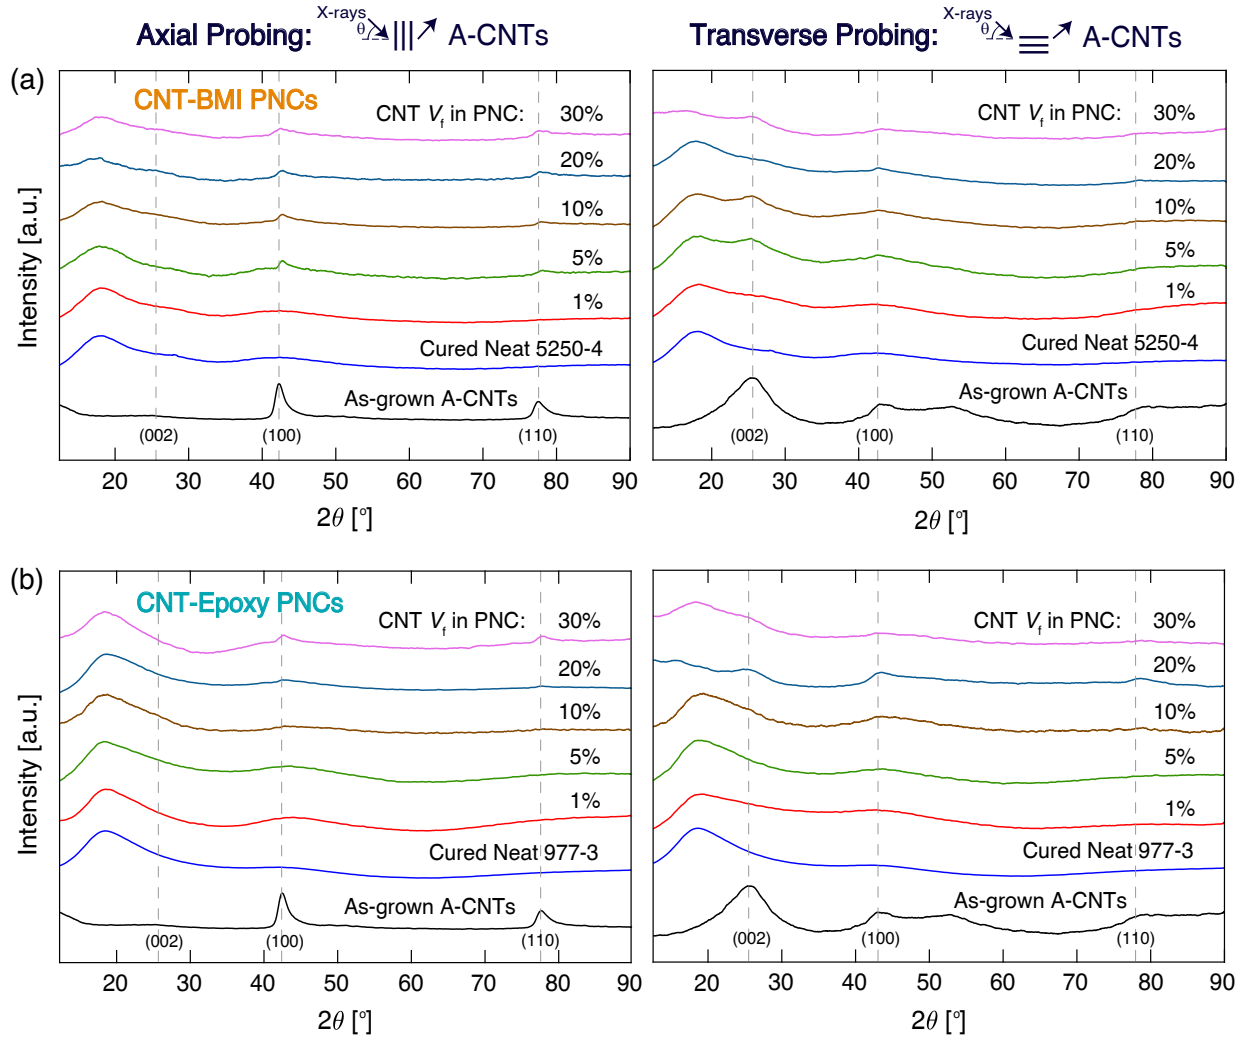 Axial Probing: X-rays θ A-CNTs
Transverse Probing: X-rays θ A-CNTs
(a)
CNT-BMI PNCs
CNT Vf in PNC: 30%
20%
10%
5%
1%
Cured Neat 5250-4
As-grown A-CNTs
(002) (100) (110)
20 30 40 50 60 70 80 90
2θ [°]
Intensity [a.u.]
CNT Vf in PNC: 30%
20%
10%
5%
1%
Cured Neat 5250-4
As-grown A-CNTs
(002) (100) (110)
20 30 40 50 60 70 80 90
2θ [°]
(b)
CNT-Epoxy PNCs
CNT Vf in PNC: 30%
20%
10%
5%
1%
Cured Neat 977-3
As-grown A-CNTs
(002) (100) (110)
20 30 40 50 60 70 80 90
2θ [°]
Intensity [a.u.]
CNT Vf in PNC: 30%
20%
10%
5%
1%
Cured Neat 977-3
As-grown A-CNTs
(002) (100) (110)
20 30 40 50 60 70 80 90
2θ [°]